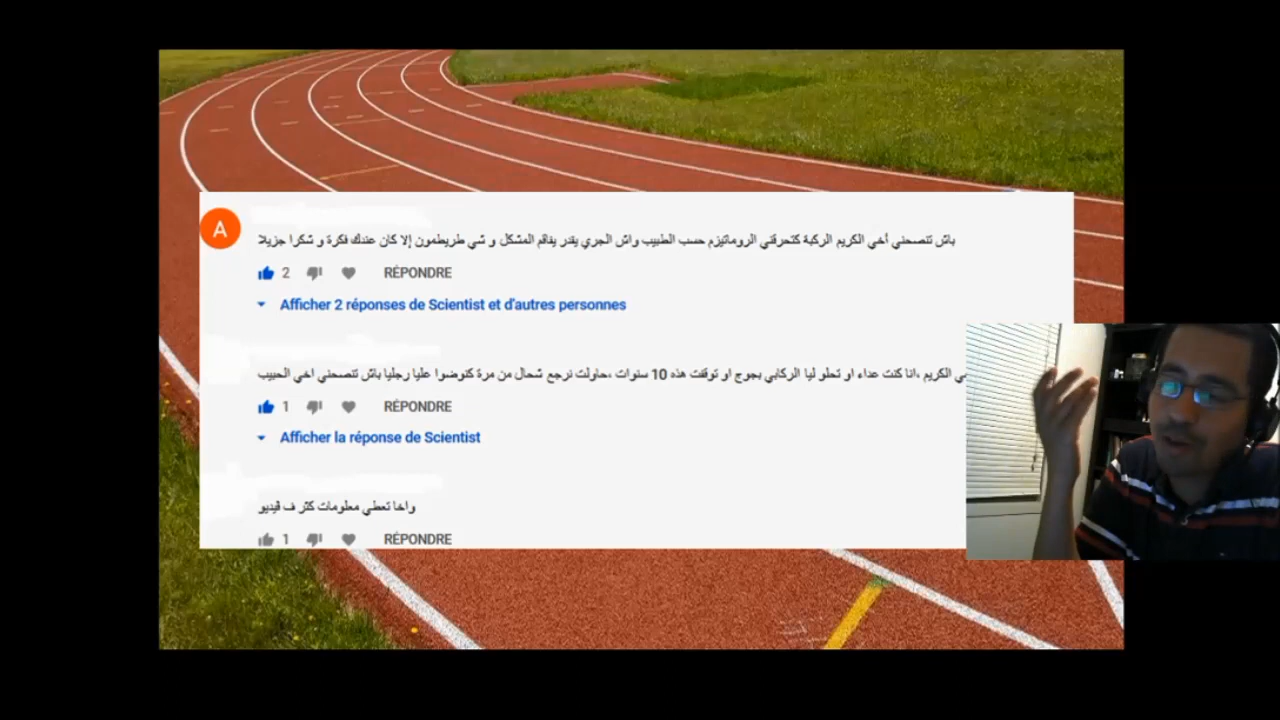 A
باش تنصحني أخي الكريم الركبة كتحرقني الروماتيزم حسب الطبيب واش الجري يقدر يفاقم المشكل و شي طريطمون إلا كان عندك فكرة و شكرا جزيلا
2 RÉPONDRE
Afficher 2 réponses de Scientist et d'autres personnes
الكريم ،انا كنت عداء او تحلو ليا الركابي بجوج او توقفت هذه 10 سنوات ،حاولت نرجع شحال من مرة كنوضوا عليا رجليا باش تنصحني اخي الحبيب
1 RÉPONDRE
Afficher la réponse de Scientist
واخا تعطي معلومات كثر ف ڤيديو
1 RÉPONDRE